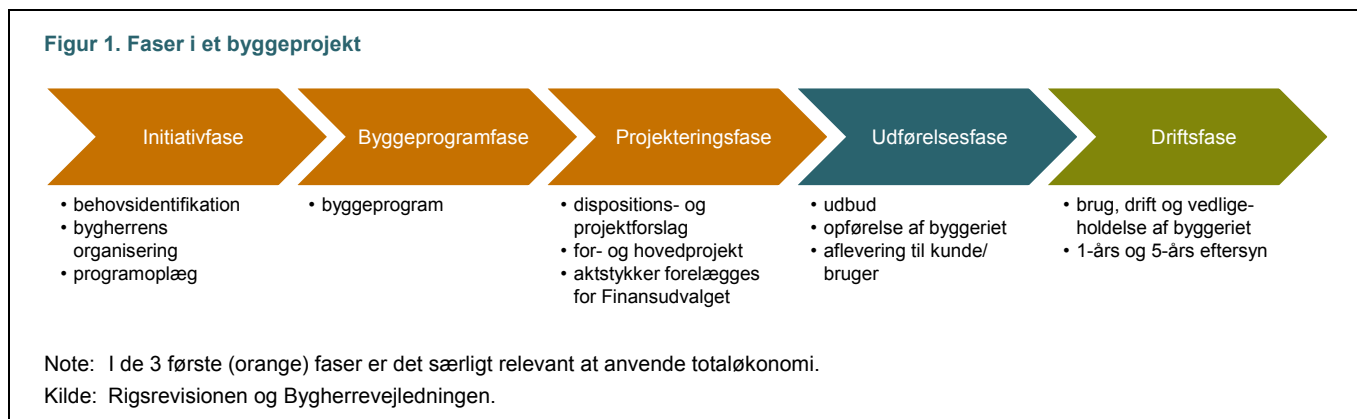 Figur 1. Faser i et byggeprojekt
Initiativfase
Byggeprogramfase
Projekteringsfase
Udførelsesfase
Driftsfase
• behovsidentifikation
• bygherrens
organisering
• programoplæg
• byggeprogram
• dispositions- og
projektforslag
• for- og hovedprojekt
• aktstykker forelægges
for Finansudvalget
• udbud
• opførelse af byggeriet
• aflevering til kunde/
bruger
• brug, drift og vedlige-
holdelse af byggeriet
• 1-års og 5-års eftersyn
Note: I de 3 første (orange) faser er det særligt relevant at anvende totaløkonomi.
Kilde: Rigsrevisionen og Bygherrevejledningen.